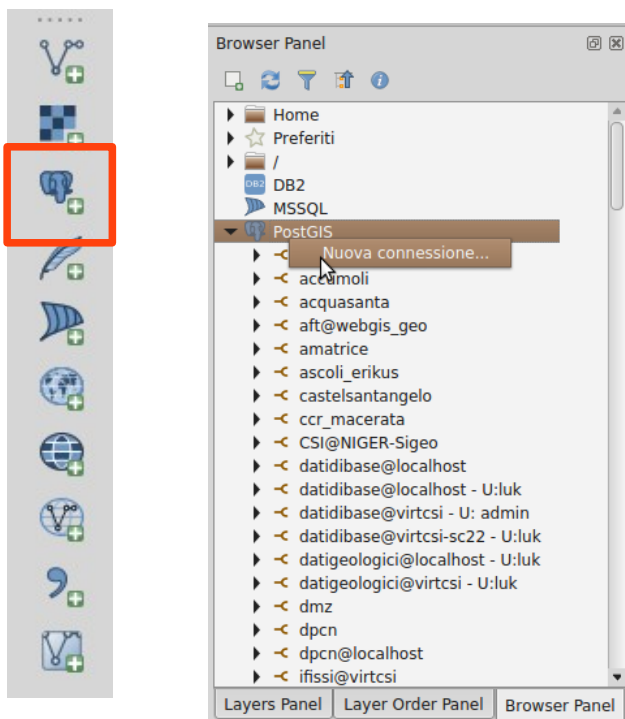 Browser Panel
Home
Preferiti
/
DB2
DB2
MSSQL
PostGIS
Nuova connessione...
accumoli
acquasanta
aft@webgis_geo
amatrice
ascoli_erikus
castelsantangelo
ccr_macerata
CSI@NIGER-Sigeo
datidibase@localhost
datidibase@localhost - U:luk
datidibase@virtcsi - U: admin
datidibase@virtcsi-sc22 - U:luk
datigeologici@localhost - U:luk
datigeologici@virtcsi - U:luk
dmz
dpcn
dpcn@localhost
ifissi@virtcsi
Layers Panel Layer Order Panel Browser Panel